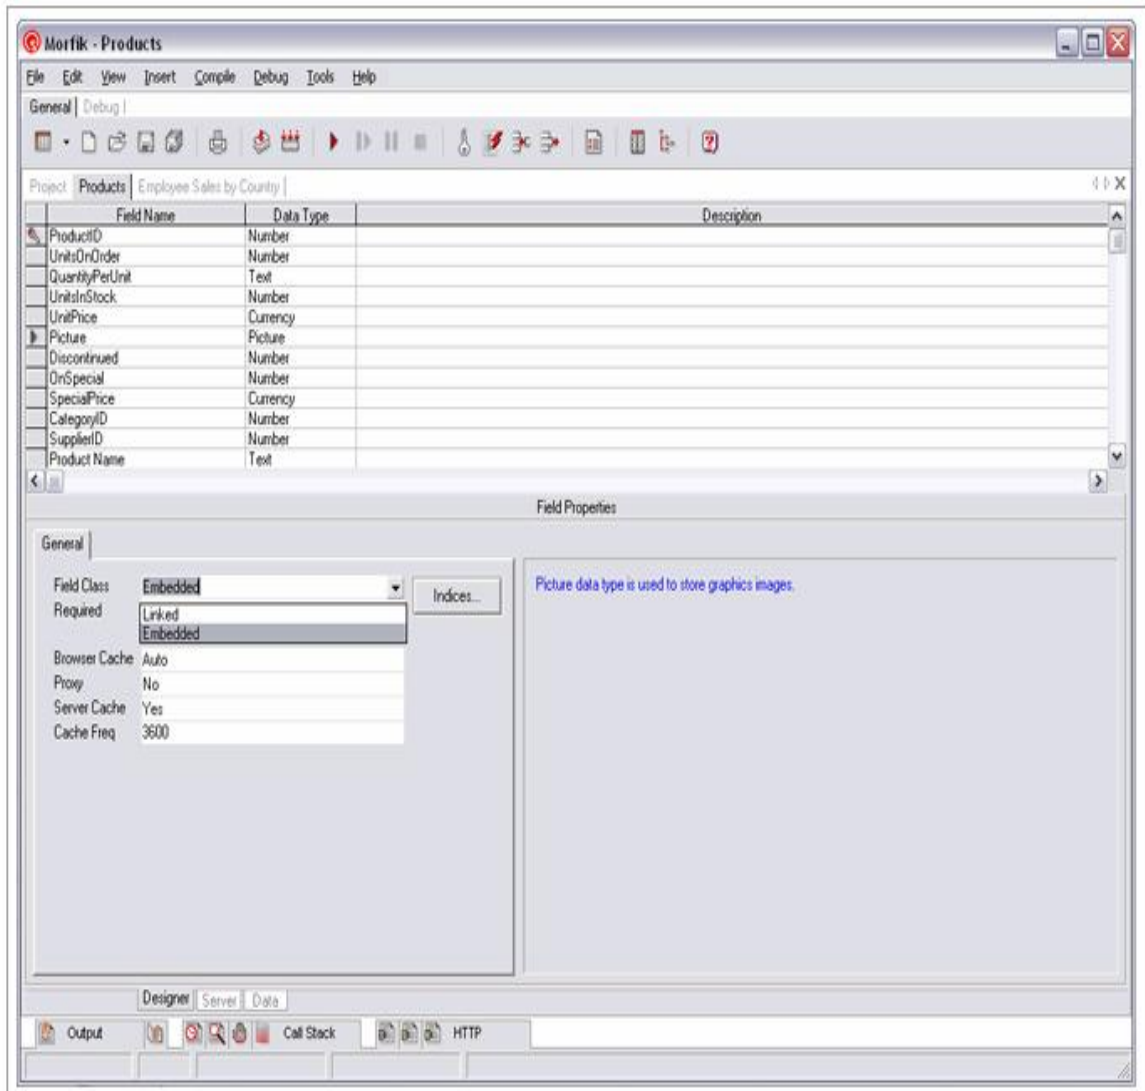 Morfik - Products
File Edit View Insert Compile Debug Tools Help
General Debug
Project Products Employee Sales by Country
Field Name Data Type Description
ProductID Number
UnitsOnOrder Number
QuantityPerUnit Text
UnitsInStock Number
UnitPrice Currency
Picture Picture
Discontinued Number
OnSpecial Number
SpecialPrice Currency
CategoryID Number
SupplierID Number
Product Name Text
Field Properties
General
Field Class Embedded Indices... Picture data type is used to store graphics images.
Required Linked
Embedded
Browser Cache Auto
Proxy No
Server Cache Yes
Cache Freq 3600
Designer Server Data
Output Call Stack HTTP